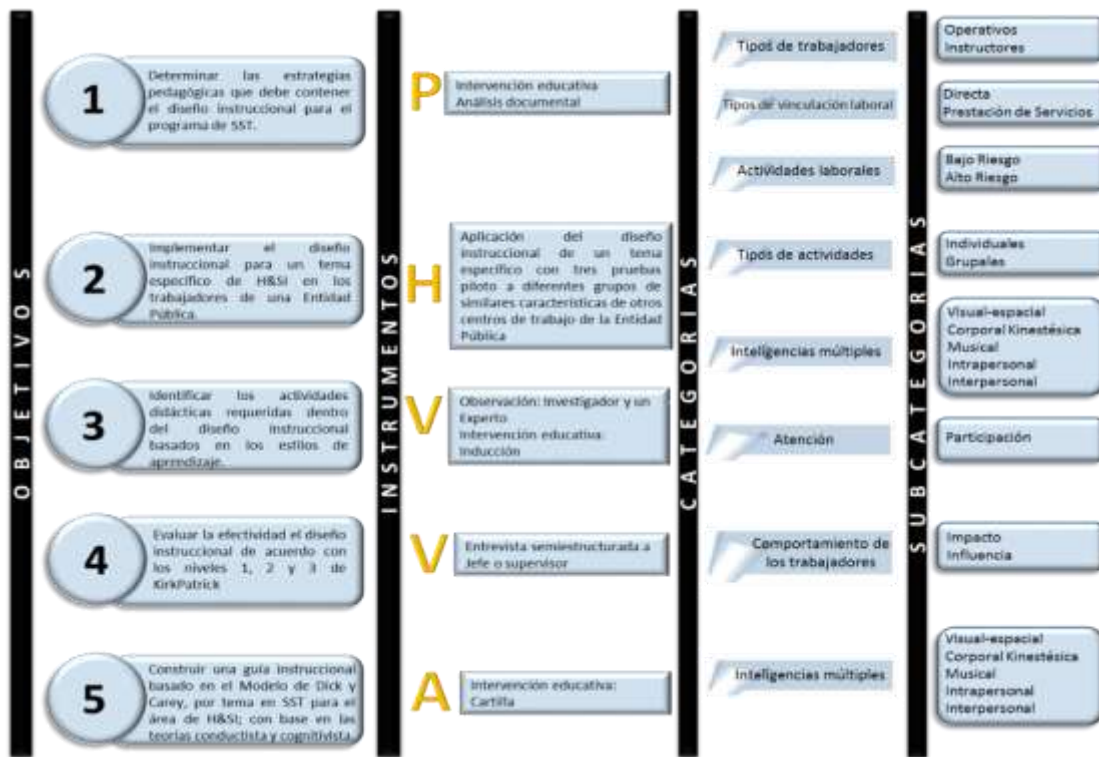 OBJETIVOS
1
Determinar las estrategias
pedagógicas que debe contener
el diseño instruccional para el
programa de SST.
2
Implementar el diseño
instruccional para un tema
específico de H&SI en los
trabajadores de una Entidad
Pública.
3
Identificar los actividades
didácticas requeridas dentro
del diseño instruccional
basados en los estilos de
aprendizaje.
4
Evaluar la efectividad el diseño
instruccional de acuerdo con
los niveles 1, 2 y 3 de
KirkPatrick
5
Construir una guía instruccional
basado en el Modelo de Dick y
Carey, por tema en SST para el
área de H&SI; con base en las
teorías conductista y cognitivista.
INSTRUMENTOS
P
Intervención educativa
Análisis documental
H
Aplicación del diseño
instruccional de un tema
específico con tres pruebas
piloto a diferentes grupos de
similares características de otros
centros de trabajo de la Entidad
Pública
V
Observación: Investigador y un
Experto
Intervención educativa:
Inducción
V
Entrevista semiestructurada a
Jefe o supervisor
A
Intervención educativa:
Cartilla
CATEGORIAS
Tipos de trabajadores
Tipos de vinculación laboral
Actividades laborales
Tipos de actividades
Inteligencias múltiples
Atención
Comportamiento de
los trabajadores
Inteligencias múltiples
SUBCATEGORIAS
Operativos
Instructores
Directa
Prestación de Servicios
Bajo Riesgo
Alto Riesgo
Individuales
Grupales
Visual-espacial
Corporal Kinestésica
Musical
Intrapersonal
Interpersonal
Participación
Impacto
Influencia
Visual-espacial
Corporal Kinestésica
Musical
Intrapersonal
Interpersonal